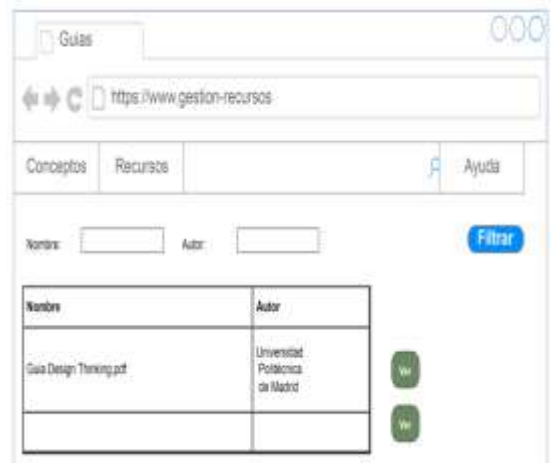 Guias
https://www.gestion-recursos
Conceptos Recursos Ayuda
Nombre: Autor: Filtrar
Nombre Autor
Guia Design Thinking.pdf
Universidad
Politécnica
de Madrid
Ver
Ver